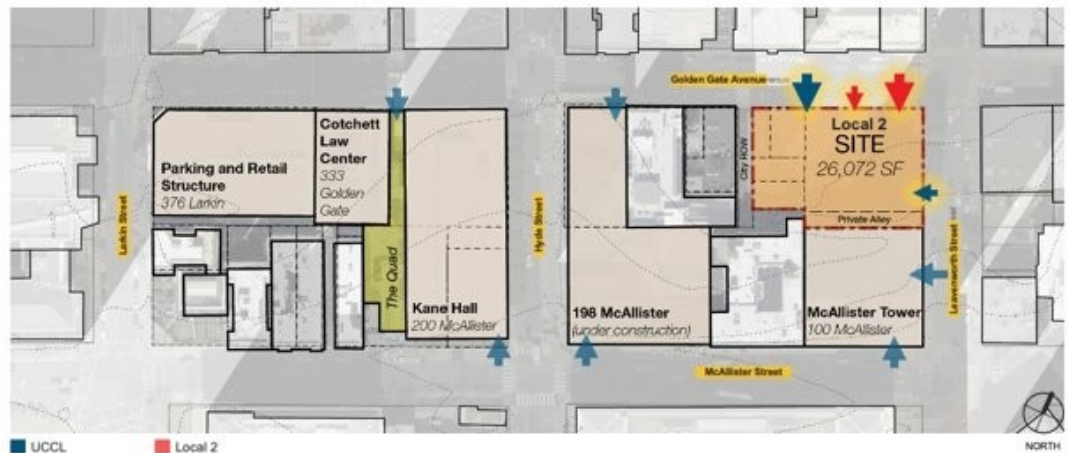 Golden Gate Avenue
Parking and Retail
Structure
376 Larkin
Cotchett
Law
Center
333
Golden
Gate
The Quad
Kane Hall
200 McAllister
Larkin Street
Hyde Street
198 McAllister
(under construction)
City ROW
Local 2
SITE
26,072 SF
Private Alley
McAllister Tower
100 McAllister
Leavenworth Street
McAllister Street
UCCL
Local 2
NORTH